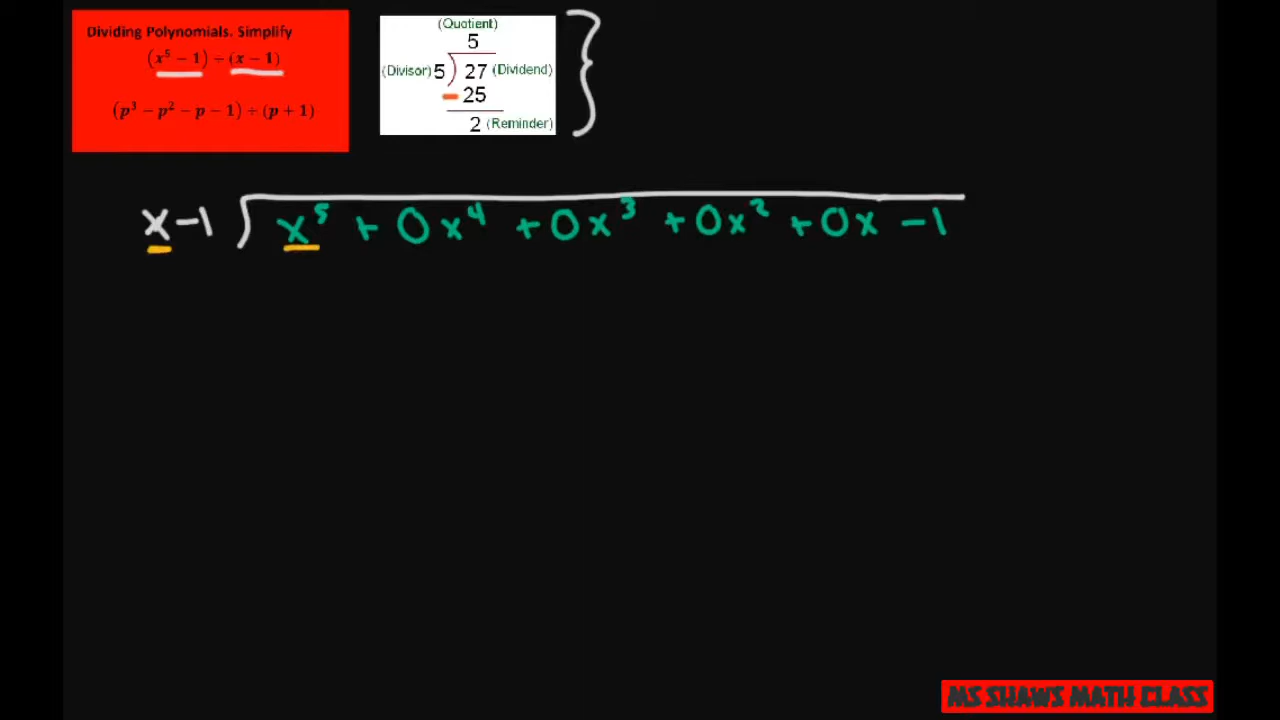 Dividing Polynomials. Simplify
(x⁵ − 1) ÷ (x − 1)
(p³ − p² − p − 1) ÷ (p + 1)
(Quotient)
5
(Divisor) 5 ) 27 (Dividend)
− 25
2 (Reminder)
x − 1 ) x⁵ + 0x⁴ + 0x³ + 0x² + 0x − 1
MS SHAWS MATH CLASS